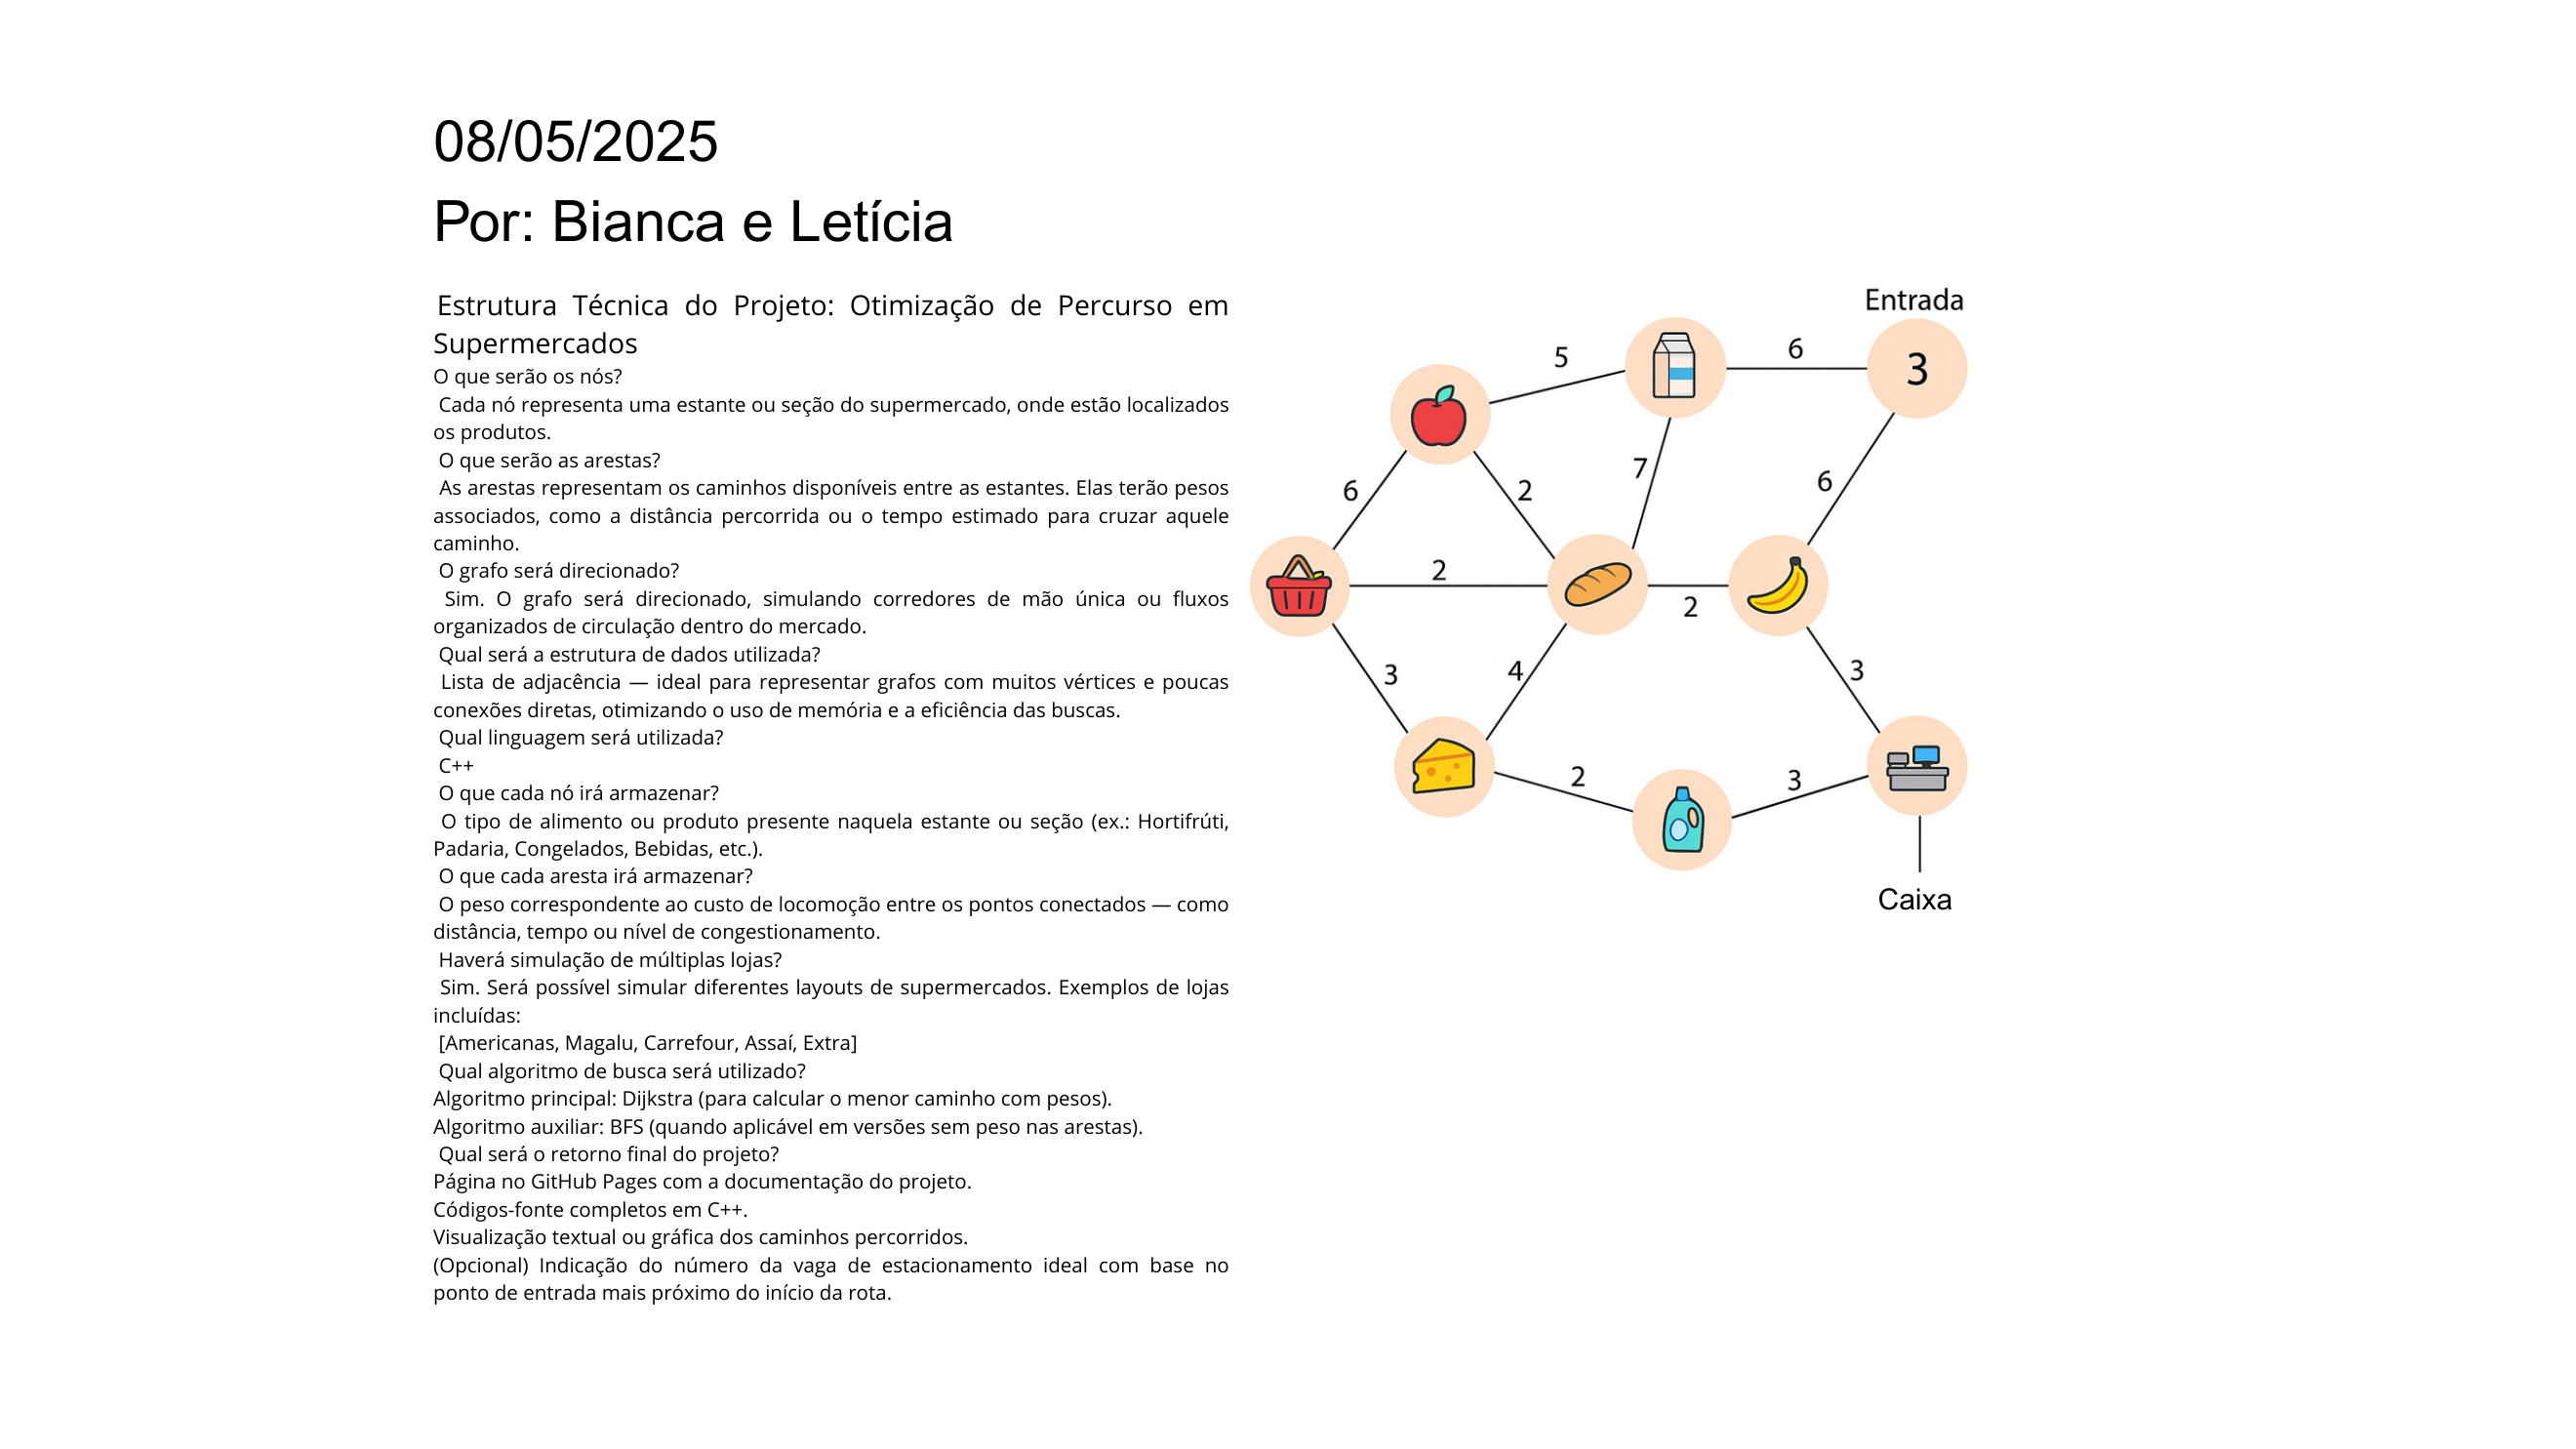 08/05/2025
Por: Bianca e Letícia
Estrutura Técnica do Projeto: Otimização de Percurso em
Supermercados
O que serão os nós?
Cada nó representa uma estante ou seção do supermercado, onde estão localizados
os produtos.
O que serão as arestas?
As arestas representam os caminhos disponíveis entre as estantes. Elas terão pesos
associados, como a distância percorrida ou o tempo estimado para cruzar aquele
caminho.
O grafo será direcionado?
Sim. O grafo será direcionado, simulando corredores de mão única ou fluxos
organizados de circulação dentro do mercado.
Qual será a estrutura de dados utilizada?
Lista de adjacência — ideal para representar grafos com muitos vértices e poucas
conexões diretas, otimizando o uso de memória e a eficiência das buscas.
Qual linguagem será utilizada?
C++
O que cada nó irá armazenar?
O tipo de alimento ou produto presente naquela estante ou seção (ex.: Hortifrúti,
Padaria, Congelados, Bebidas, etc.).
O que cada aresta irá armazenar?
O peso correspondente ao custo de locomoção entre os pontos conectados — como
distância, tempo ou nível de congestionamento.
Haverá simulação de múltiplas lojas?
Sim. Será possível simular diferentes layouts de supermercados. Exemplos de lojas
incluídas:
[Americanas, Magalu, Carrefour, Assaí, Extra]
Qual algoritmo de busca será utilizado?
Algoritmo principal: Dijkstra (para calcular o menor caminho com pesos).
Algoritmo auxiliar: BFS (quando aplicável em versões sem peso nas arestas).
Qual será o retorno final do projeto?
Página no GitHub Pages com a documentação do projeto.
Códigos-fonte completos em C++.
Visualização textual ou gráfica dos caminhos percorridos.
(Opcional) Indicação do número da vaga de estacionamento ideal com base no
ponto de entrada mais próximo do início da rota.
Entrada
5
6
3
6
2
7
6
2
2
3
4
3
2
3
Caixa